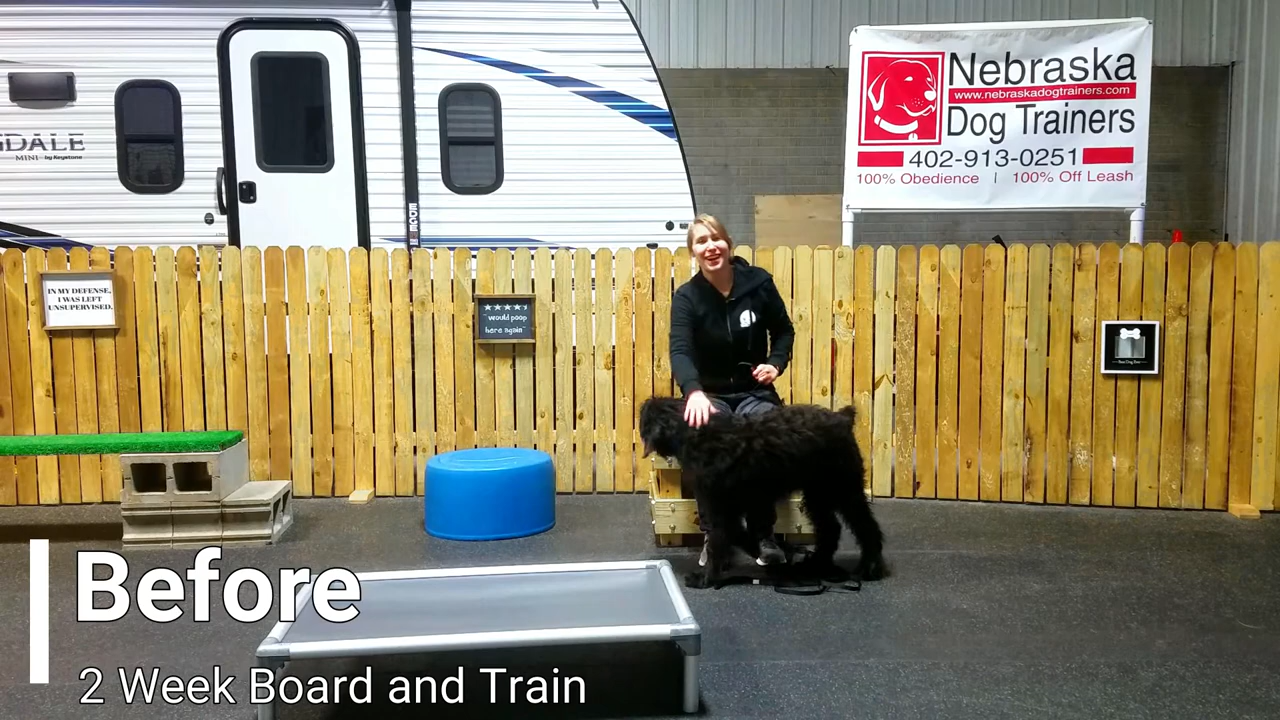 Nebraska
www.nebraskadogtrainers.com
Dog Trainers
402-913-0251
100% Obedience | 100% Off Leash
DALE
MINI by Keystone
IN MY DEFENSE,
I WAS LEFT
UNSUPERVISED.
"would poop
here again"
Before
2 Week Board and Train